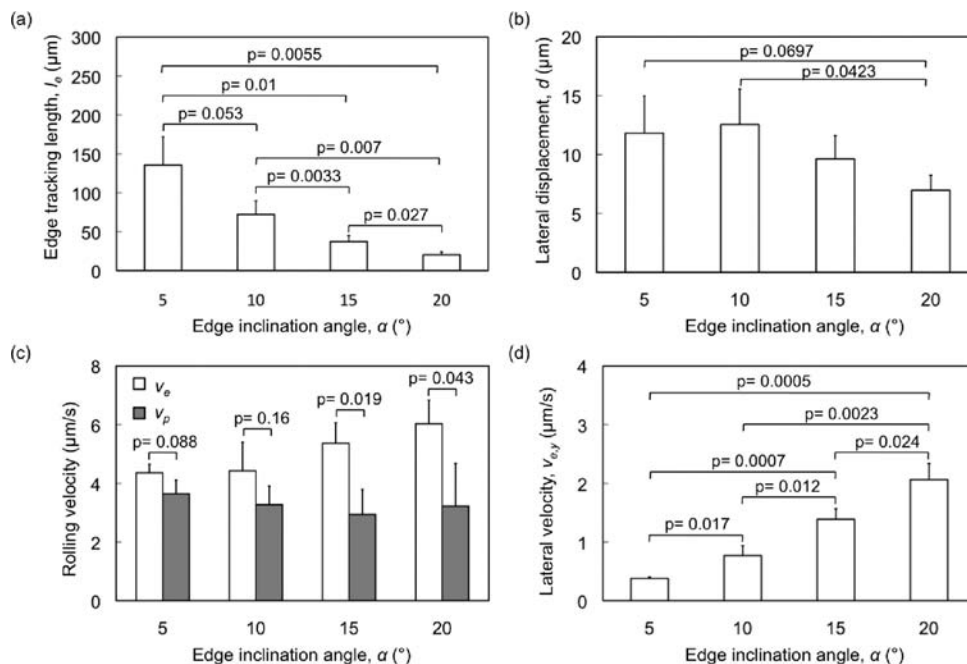 (a)
300
250
200
150
100
50
0
Edge tracking length, lₑ (μm)
p= 0.0055
p= 0.01
p= 0.053
p= 0.007
p= 0.0033
p= 0.027
5 10 15 20
Edge inclination angle, α (°)
(b)
20
15
10
5
0
Lateral displacement, d (μm)
p= 0.0697
p= 0.0423
5 10 15 20
Edge inclination angle, α (°)
(c)
8
6
4
2
0
Rolling velocity (μm/s)
vₑ
vₚ
p= 0.088
p= 0.16
p= 0.019
p= 0.043
5 10 15 20
Edge inclination angle, α (°)
(d)
4
3
2
1
0
Lateral velocity, v_e,y (μm/s)
p= 0.0005
p= 0.0023
p= 0.024
p= 0.0007
p= 0.012
p= 0.017
5 10 15 20
Edge inclination angle, α (°)